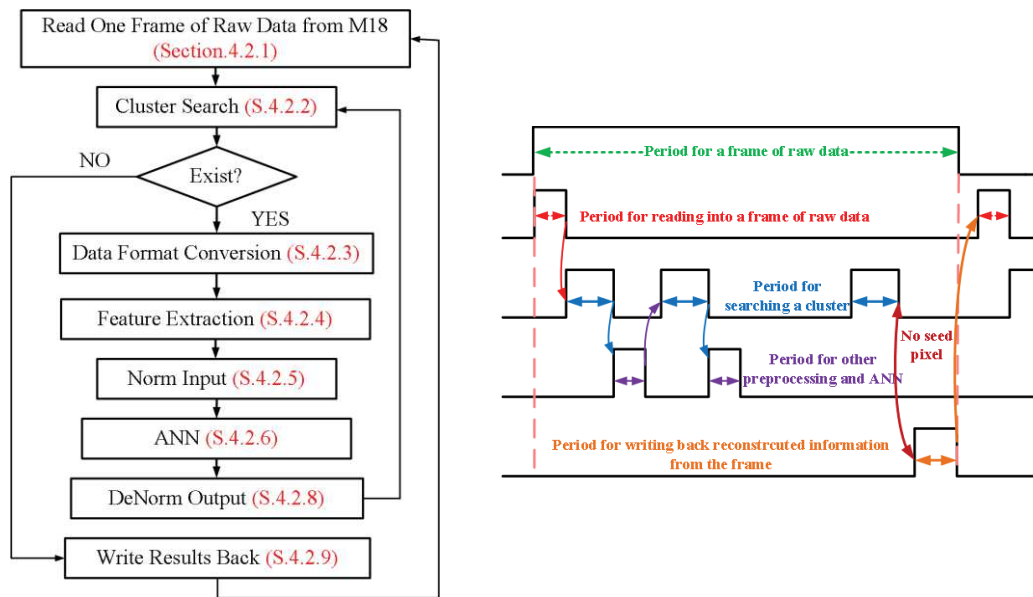 Read One Frame of Raw Data from M18
(Section.4.2.1)
Cluster Search (S.4.2.2)
NO
Exist?
YES
Data Format Conversion (S.4.2.3)
Feature Extraction (S.4.2.4)
Norm Input (S.4.2.5)
ANN (S.4.2.6)
DeNorm Output (S.4.2.8)
Write Results Back (S.4.2.9)
Period for a frame of raw data
Period for reading into a frame of raw data
Period for
searching a cluster
No seed
pixel
Period for other
preprocessing and ANN
Period for writing back reconstrcuted information
from the frame